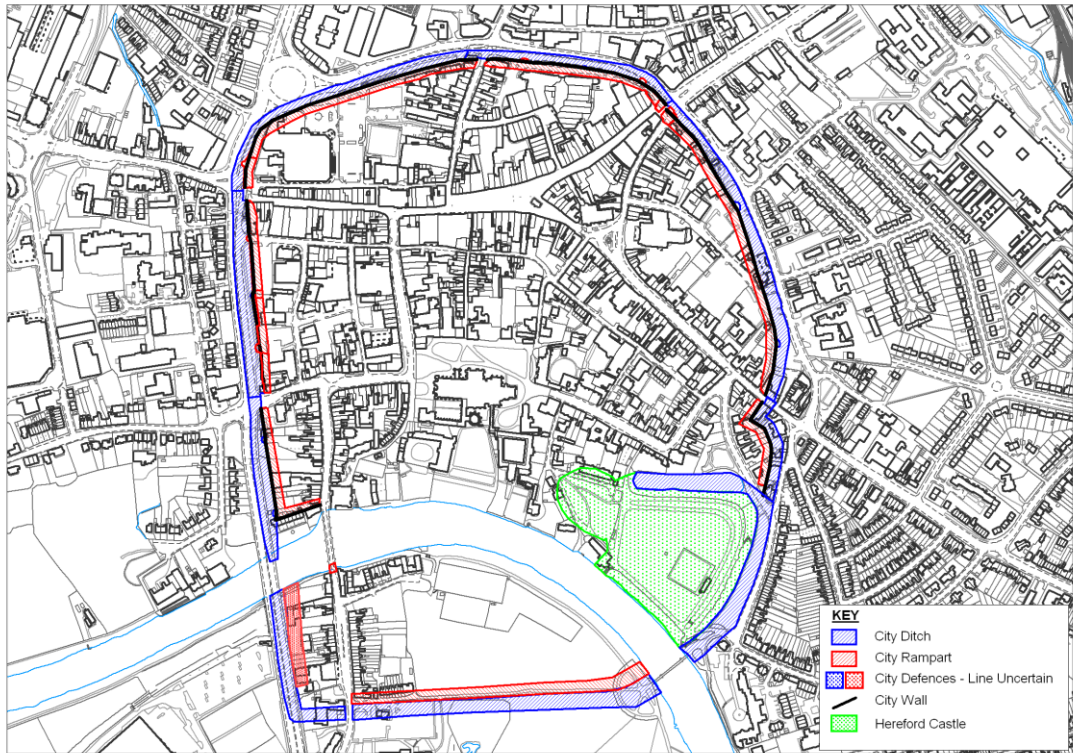 KEY
City Ditch
City Rampart
City Defences - Line Uncertain
City Wall
Hereford Castle